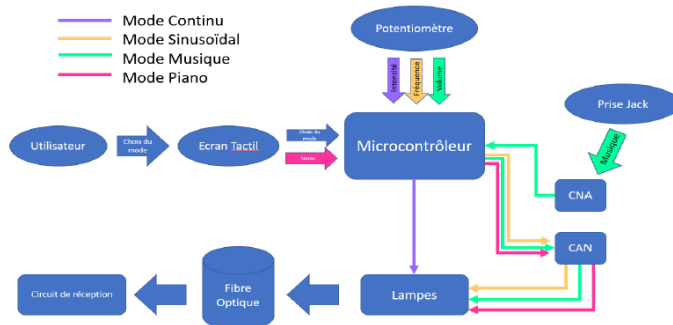 Mode Continu
Mode Sinusoïdal
Mode Musique
Mode Piano
Potentiomètre
Intensité
Fréquence
Volume
Prise Jack
Musique
Utilisateur
Choix du
mode
Ecran Tactil
Choix du
mode
Notes
Microcontrôleur
CNA
CAN
Circuit de réception
Fibre
Optique
Lampes